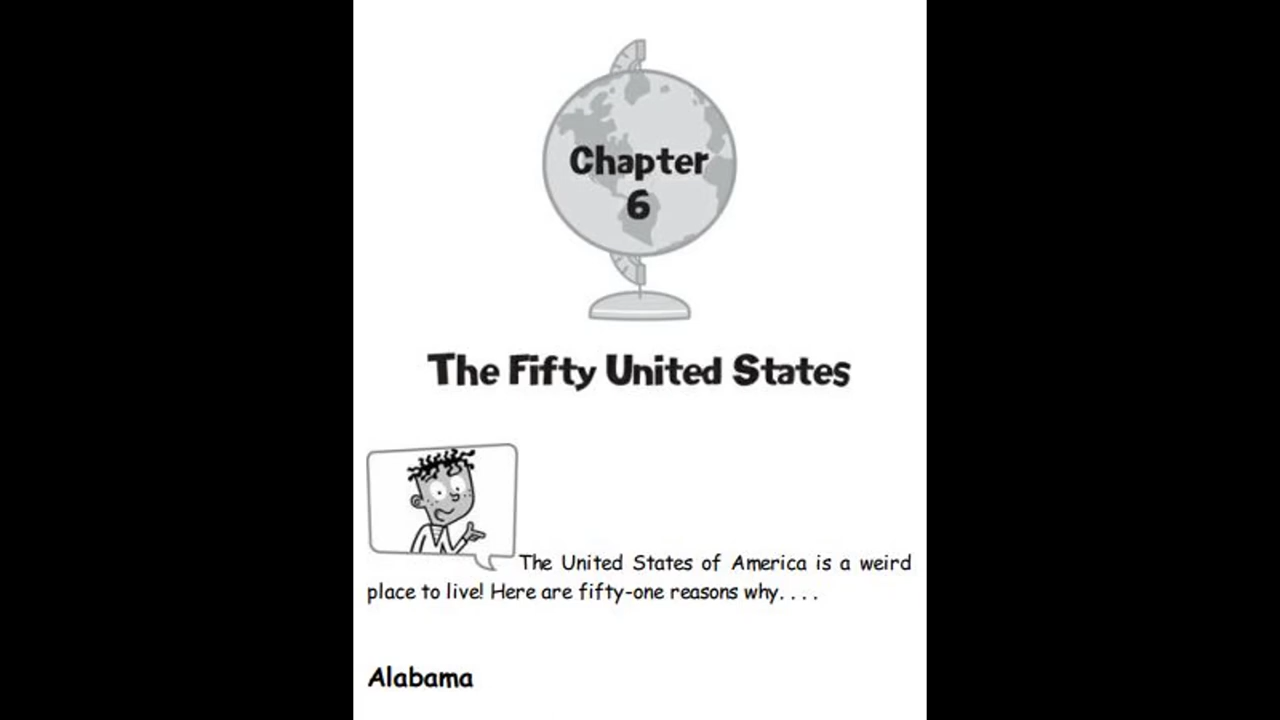 Chapter
6
The Fifty United States
The United States of America is a weird
place to live! Here are fifty-one reasons why. . . .
Alabama